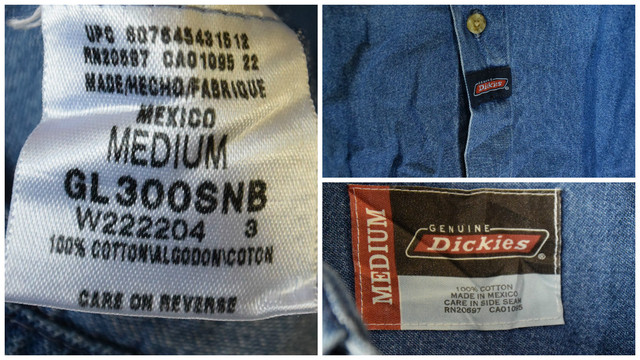 UPC 607645431612
RN20697 CA01095 22
MADE/HECHO/FABRIQUE
MEXICO
MEDIUM
GL300SNB
W222204 3
100% COTTON\ALGODON\COTON
CARE ON REVERSE
Dickies
MEDIUM
GENUINE
Dickies
®
100% COTTON
MADE IN MEXICO
CARE IN SIDE SEAM
RN20697 CA01095